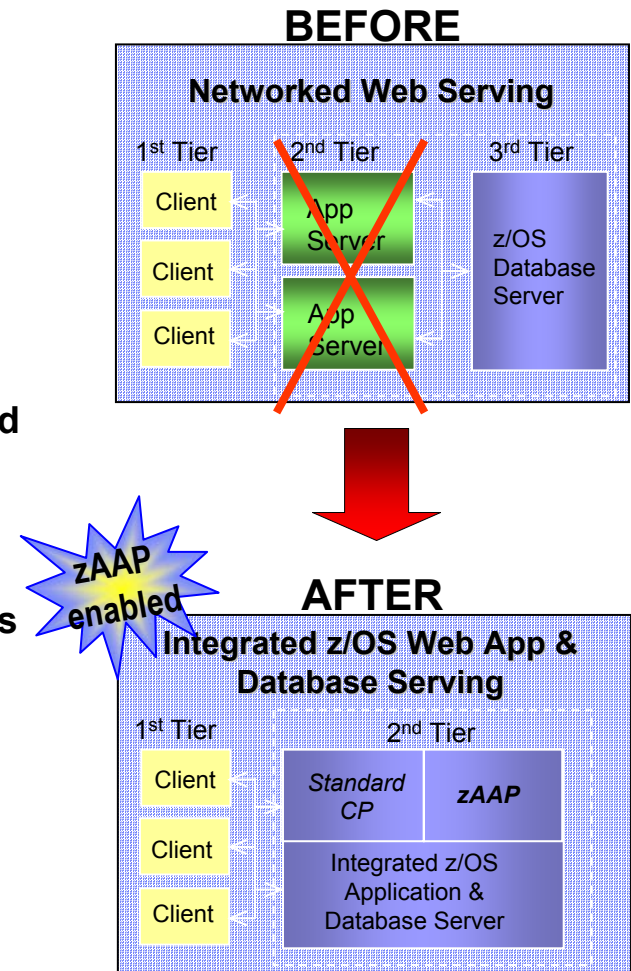 BEFORE
Networked Web Serving
1st Tier
2nd Tier
3rd Tier
Client
Client
Client
App
Server
App
Server
z/OS
Database
Server
d
zAAP
enabled
s
AFTER
Integrated z/OS Web App &
Database Serving
1st Tier
2nd Tier
Client
Client
Client
Standard
CP
zAAP
Integrated z/OS
Application &
Database Server